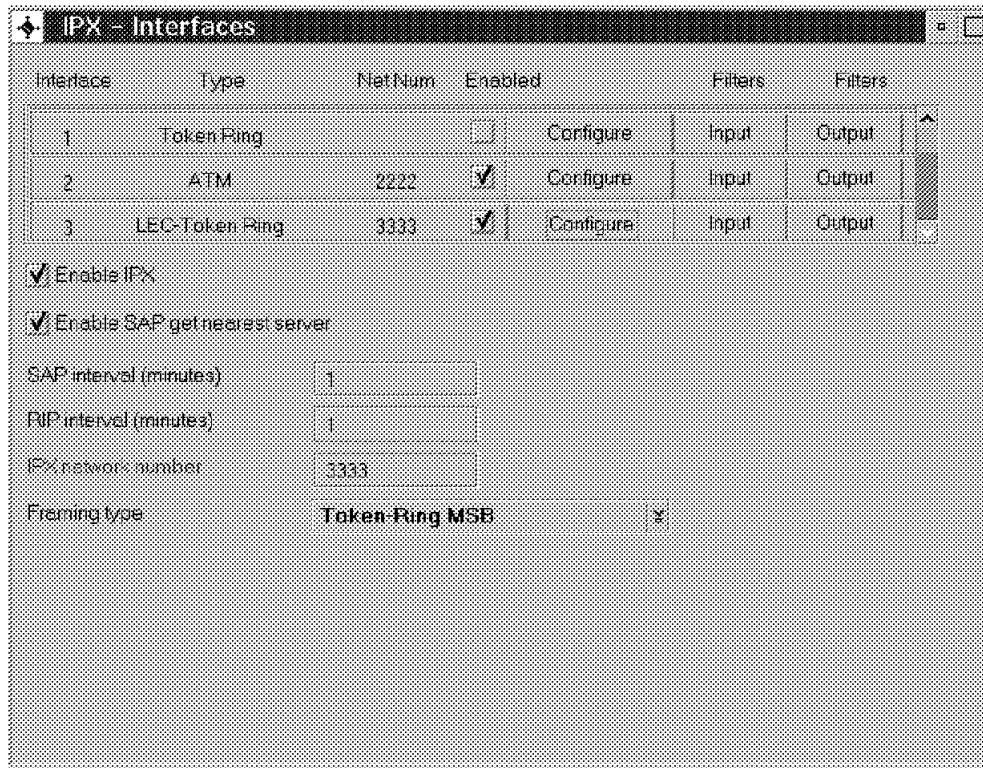 IPX - Interfaces
Interface Type Net Num Enabled Filters Filters
1 Token Ring Configure Input Output
2 ATM 2222 Configure Input Output
3 LEC-Token Ring 3333 Configure Input Output
Enable IPX
Enable SAP get nearest server
SAP interval (minutes) 1
RIP interval (minutes) 1
IPX network number 3333
Framing type Token-Ring MSB